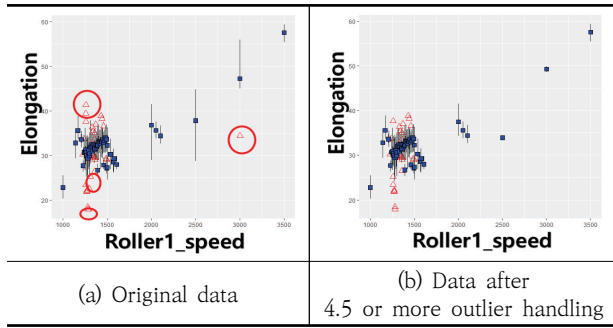 60
50
40
30
20
Elongation
1000 1500 2000 2500 3000 3500
Roller1_speed
60
50
40
30
20
Elongation
1000 1500 2000 2500 3000 3500
Roller1_speed
(a) Original data
(b) Data after
4.5 or more outlier handling